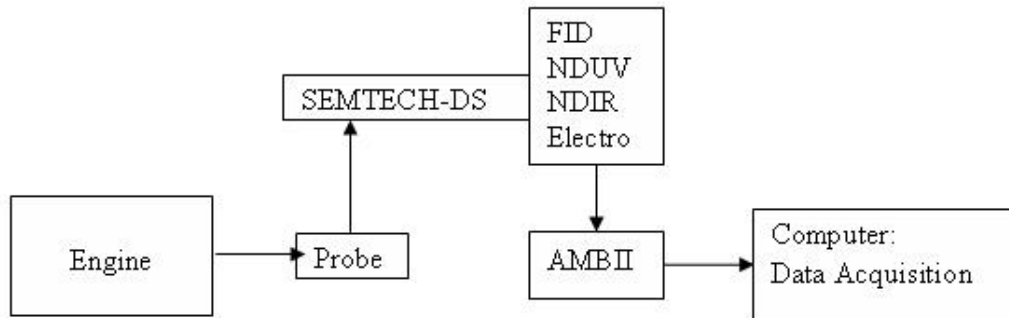 Engine
Probe
SEMTECH-DS
FID
NDUV
NDIR
Electro
AMBII
Computer:
Data Acquisition